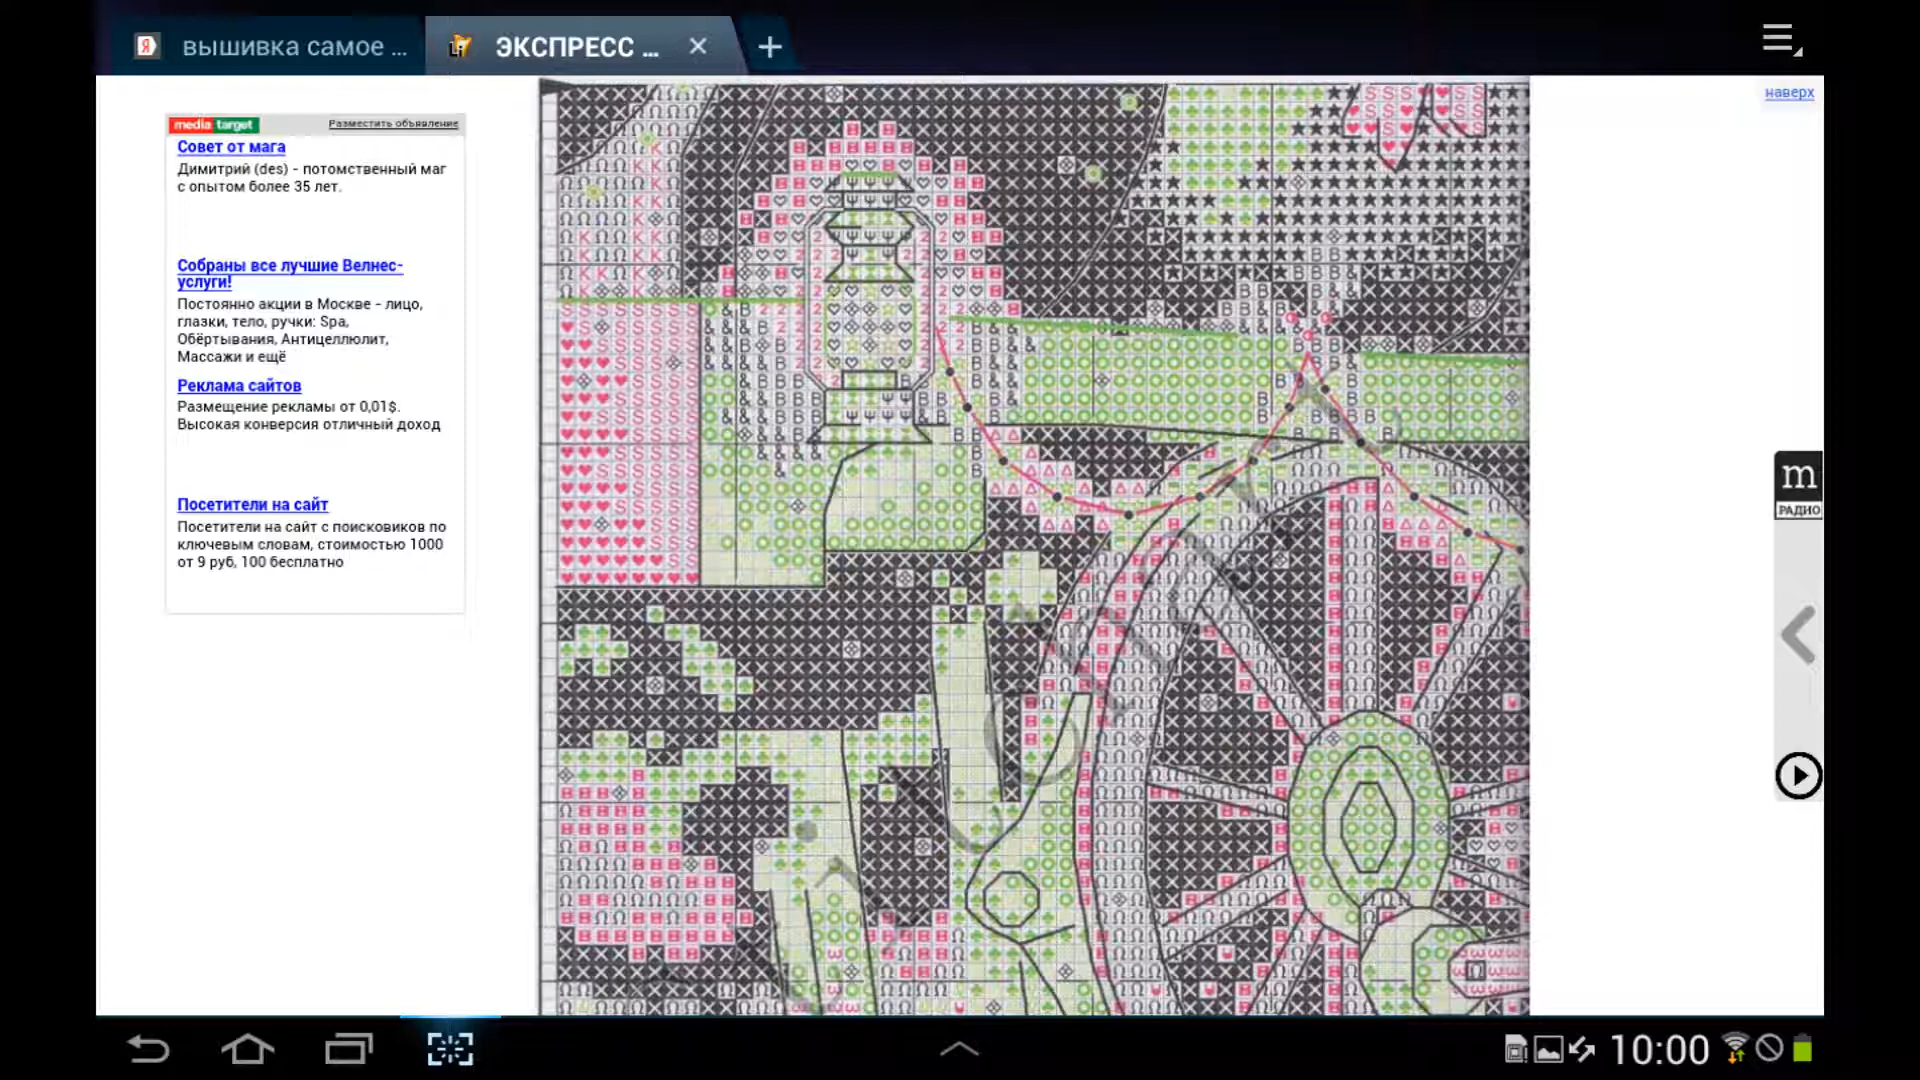 вышивка самое ...
ЭКСПРЕСС ...
наверх
media target
Разместить объявление
Совет от мага
Димитрий (des) - потомственный маг
с опытом более 35 лет.
Собраны все лучшие Велнес-
услуги!
Постоянно акции в Москве - лицо,
глазки, тело, ручки: Spa,
Обёртывания, Антицеллюлит,
Массажи и ещё
Реклама сайтов
Размещение рекламы от 0,01$.
Высокая конверсия отличный доход
Посетители на сайт
Посетители на сайт с поисковиков по
ключевым словам, стоимостью 1000
от 9 руб, 100 бесплатно
m
РАДИО
10:00